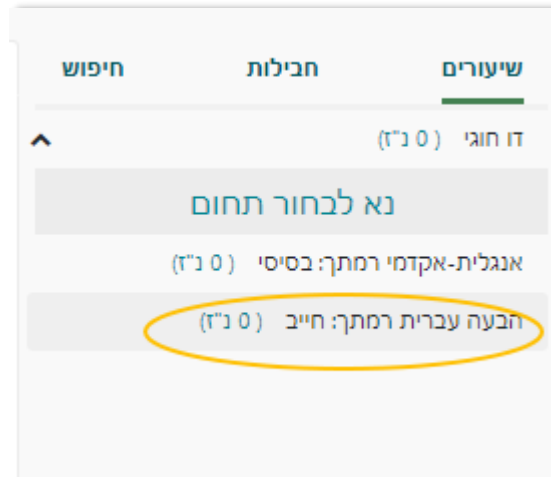 שיעורים חבילות חיפוש
דו חוגי ( 0 נ"ז)
נא לבחור תחום
אנגלית-אקדמי רמתך: בסיסי ( 0 נ"ז)
הבעה עברית רמתך: חייב ( 0 נ"ז)